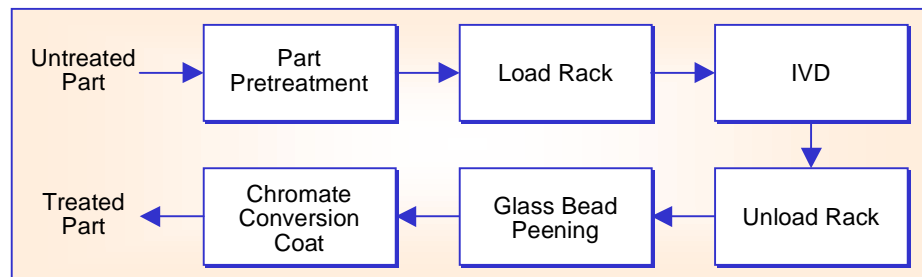 Untreated
Part
Part
Pretreatment
Load Rack
IVD
Unload Rack
Glass Bead
Peening
Chromate
Conversion
Coat
Treated
Part